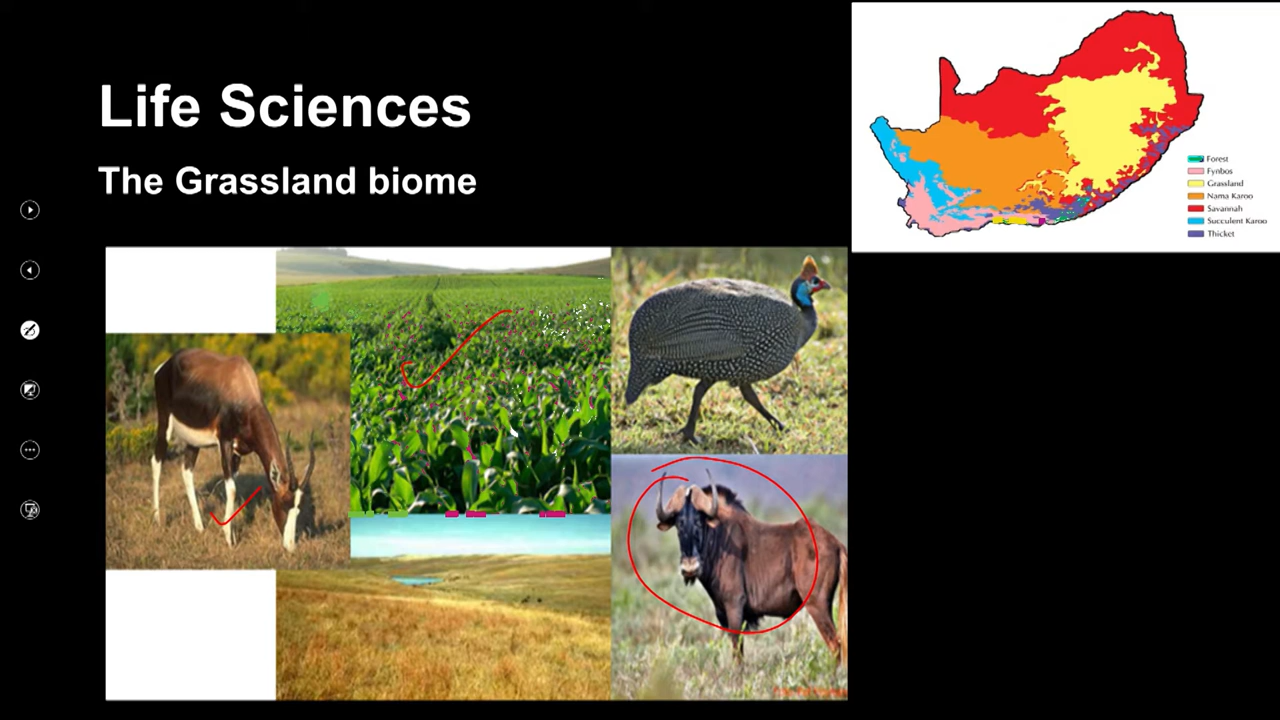 Life Sciences
The Grassland biome
Forest
Fynbos
Grassland
Nama Karoo
Savannah
Succulent Karoo
Thicket